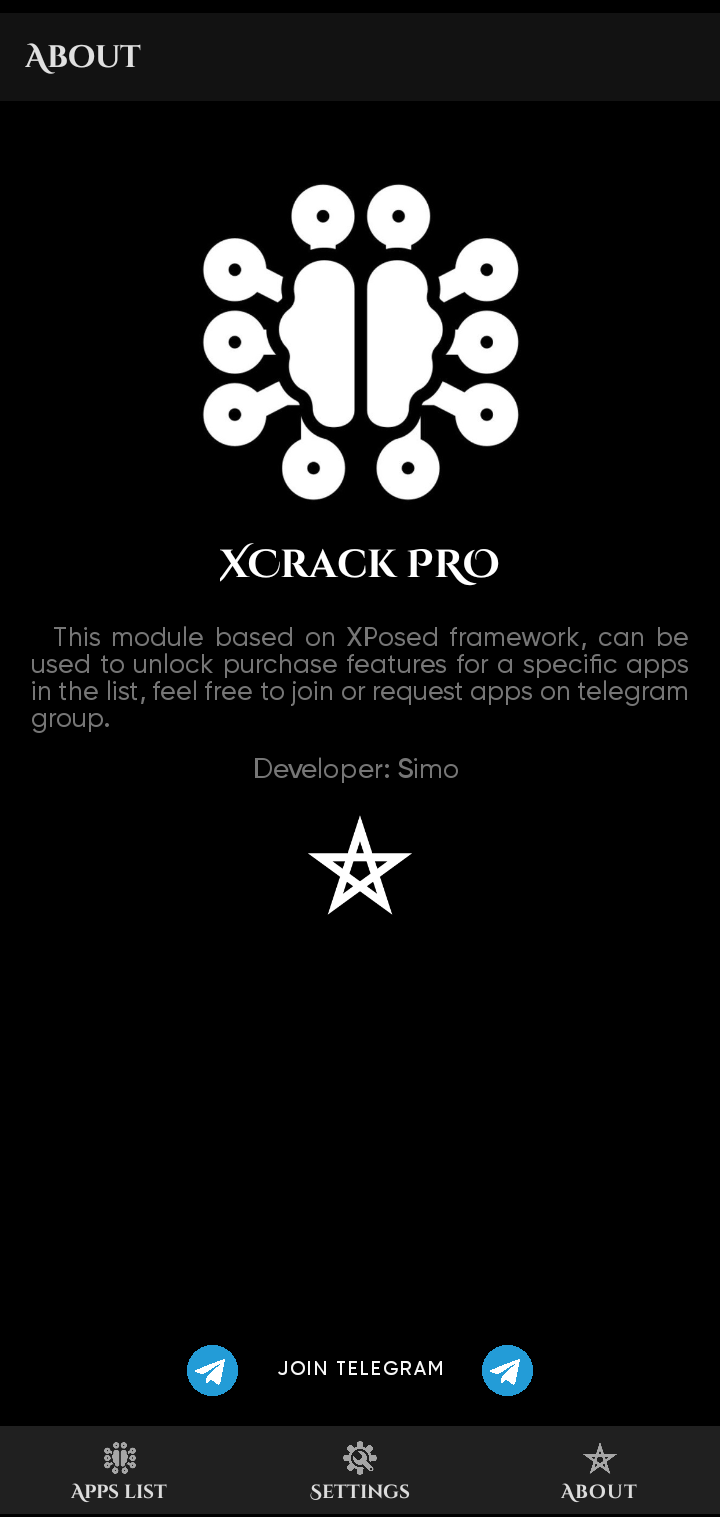 ABOUT
XCRACK PRO
This module based on XPosed framework, can be
used to unlock purchase features for a specific apps
in the list, feel free to join or request apps on telegram
group.
Developer: Simo
JOIN TELEGRAM
APPS LIST
SETTINGS
ABOUT